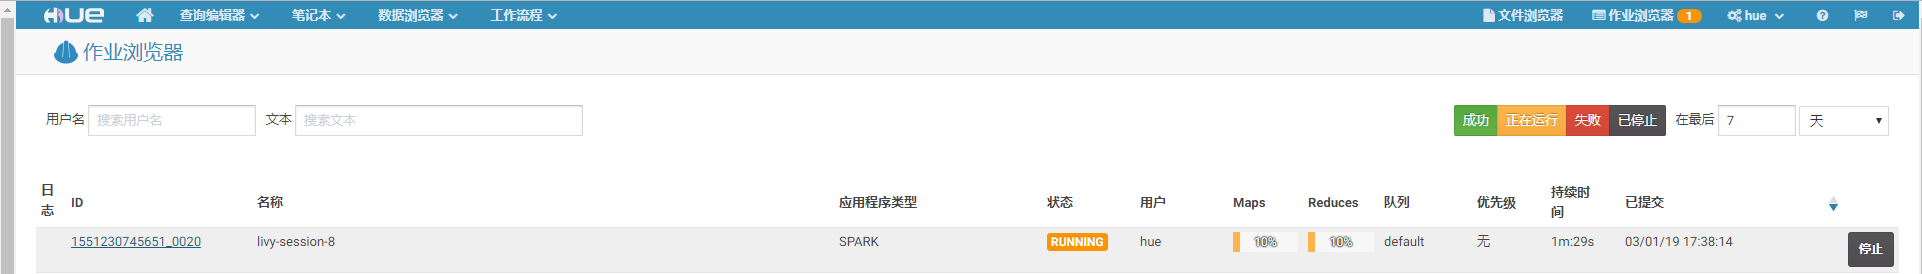 HUE 查询编辑器 笔记本 数据浏览器 工作流程 文件浏览器 作业浏览器 1 hue
作业浏览器
用户名 搜索用户名 文本 搜索文本 成功 正在运行 失败 已停止 在最后 7 天
日志 ID 名称 应用程序类型 状态 用户 Maps Reduces 队列 优先级 持续时间 已提交
1551230745651_0020 livy-session-8 SPARK RUNNING hue 10% 10% default 无 1m:29s 03/01/19 17:38:14 停止